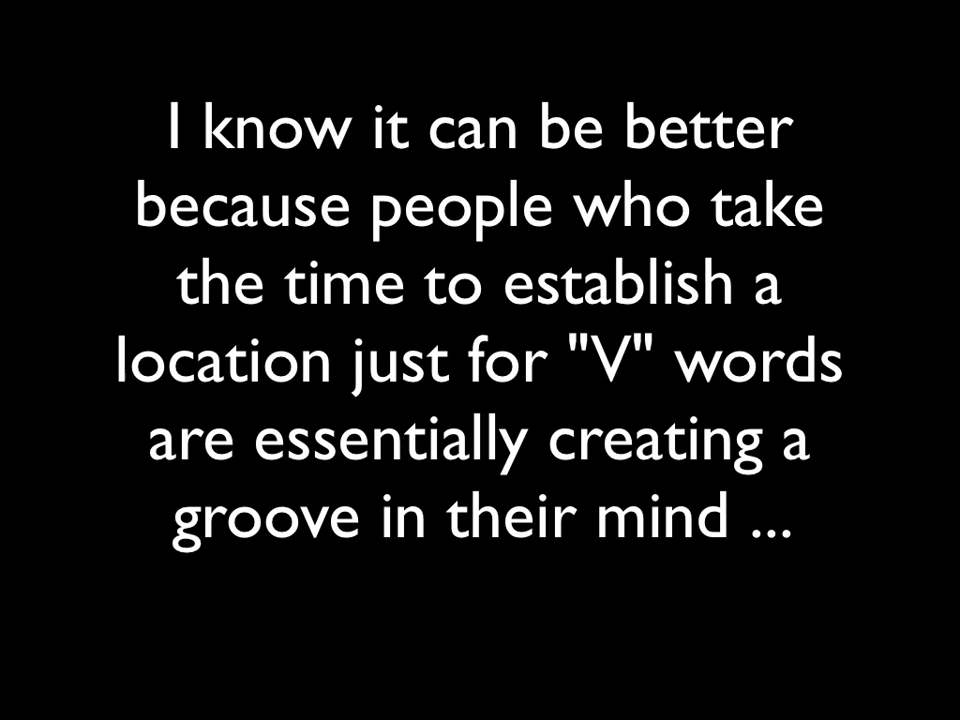 I know it can be better
because people who take
the time to establish a
location just for "V" words
are essentially creating a
groove in their mind ...